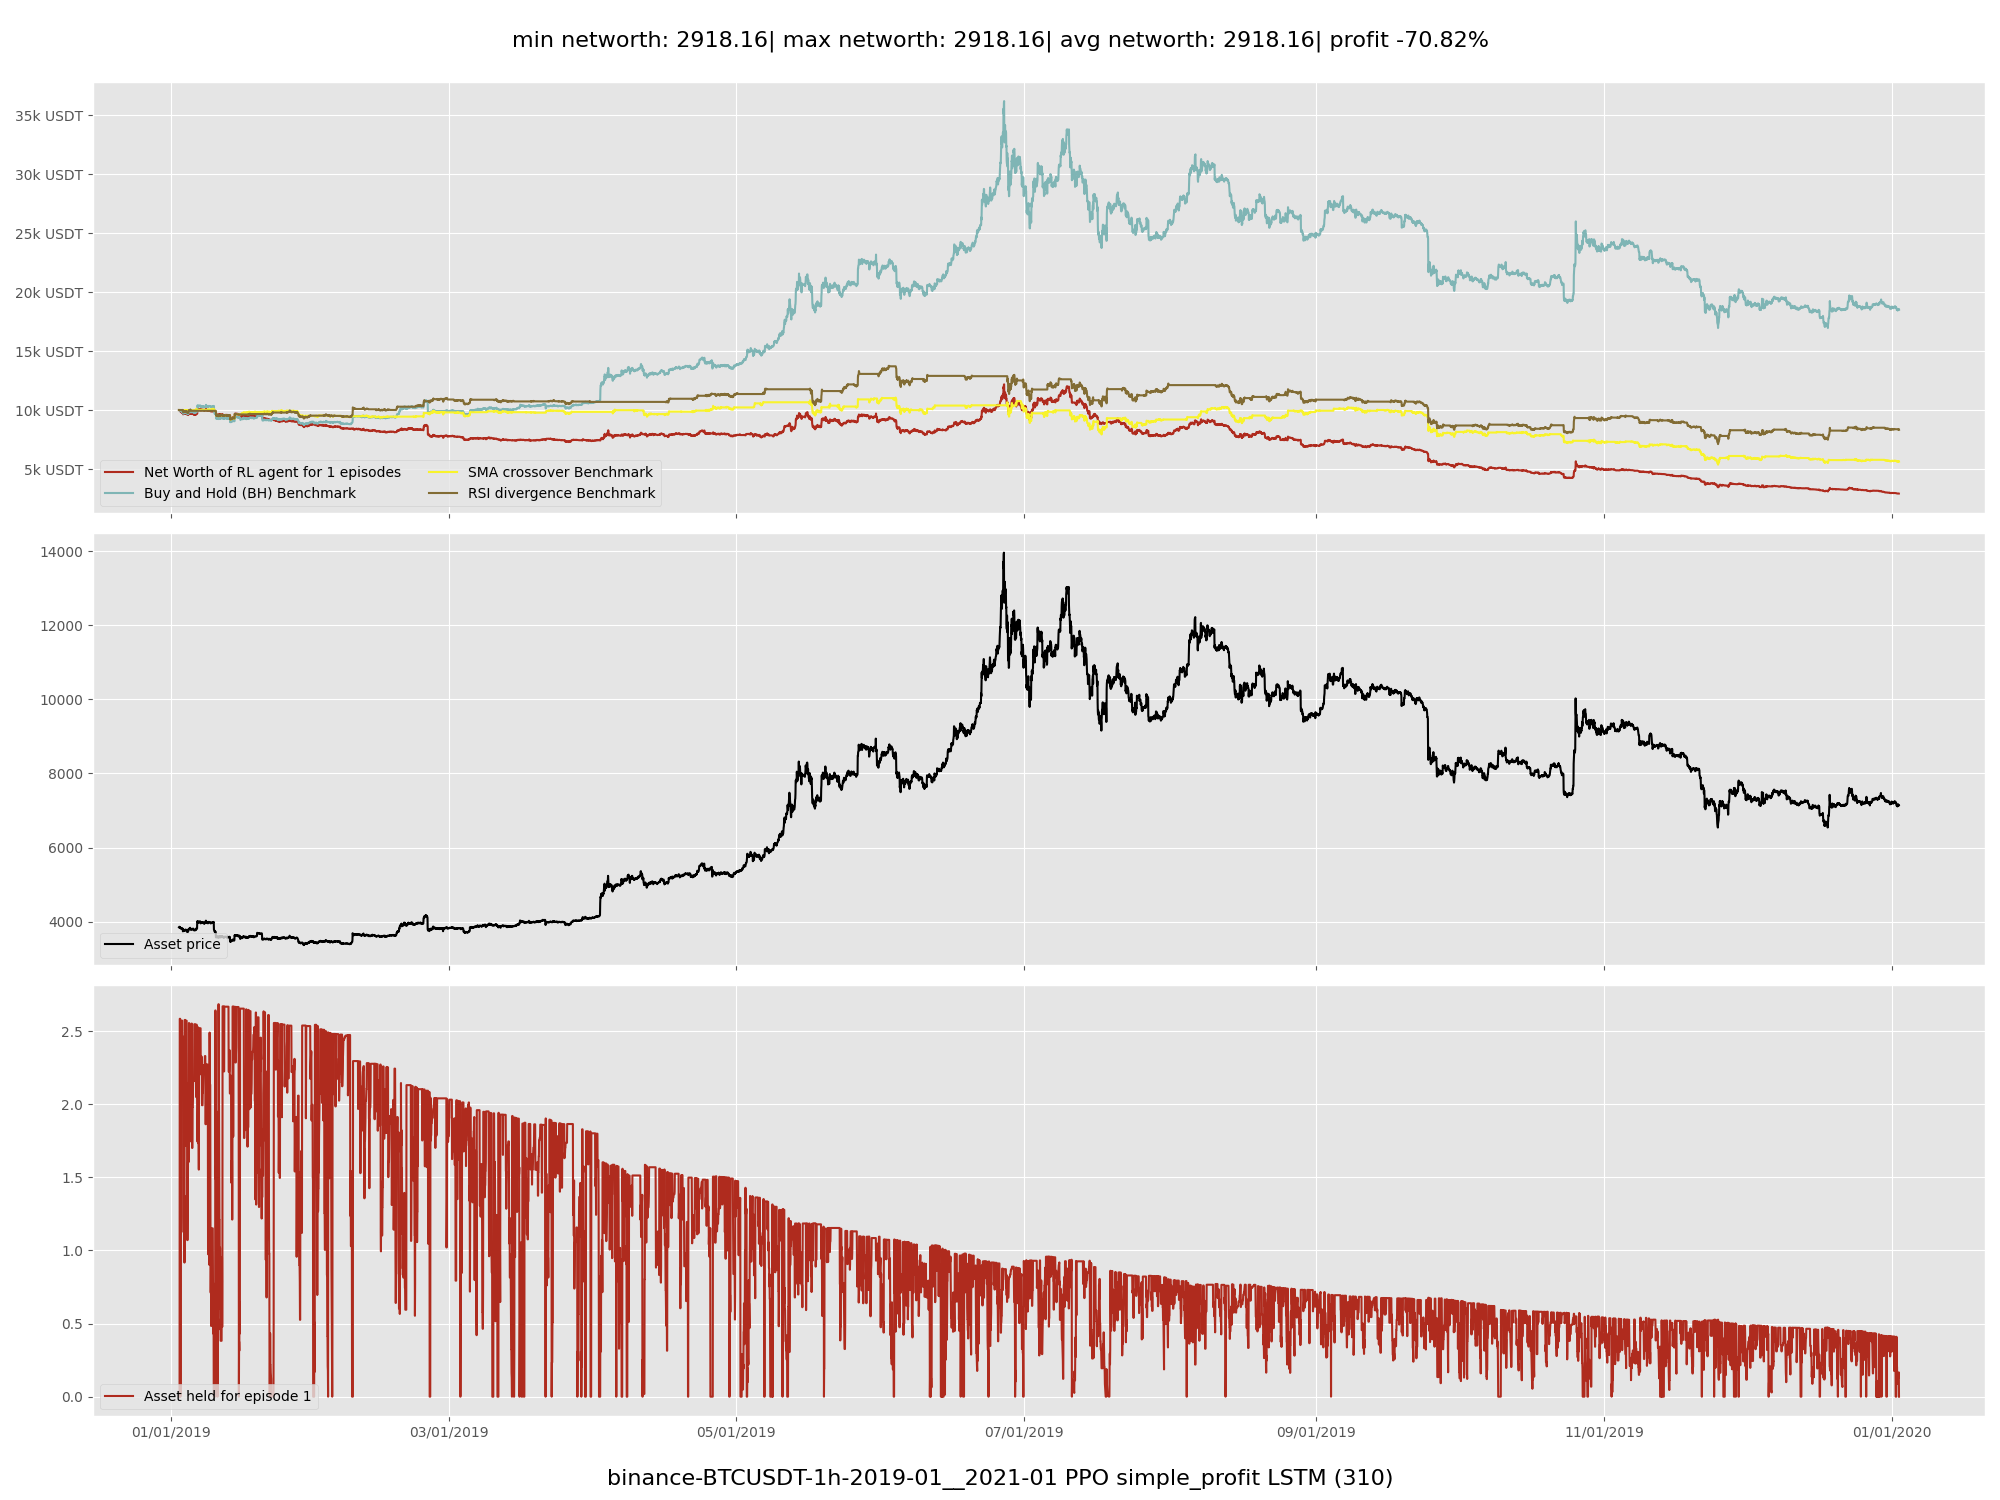 min networth: 2918.16| max networth: 2918.16| avg networth: 2918.16| profit -70.82%
35k USDT
30k USDT
25k USDT
20k USDT
15k USDT
10k USDT
5k USDT
Net Worth of RL agent for 1 episodes
Buy and Hold (BH) Benchmark
SMA crossover Benchmark
RSI divergence Benchmark
14000
12000
10000
8000
6000
4000
Asset price
2.5
2.0
1.5
1.0
0.5
0.0
Asset held for episode 1
01/01/2019 03/01/2019 05/01/2019 07/01/2019 09/01/2019 11/01/2019 01/01/2020
binance-BTCUSDT-1h-2019-01__2021-01 PPO simple_profit LSTM (310)